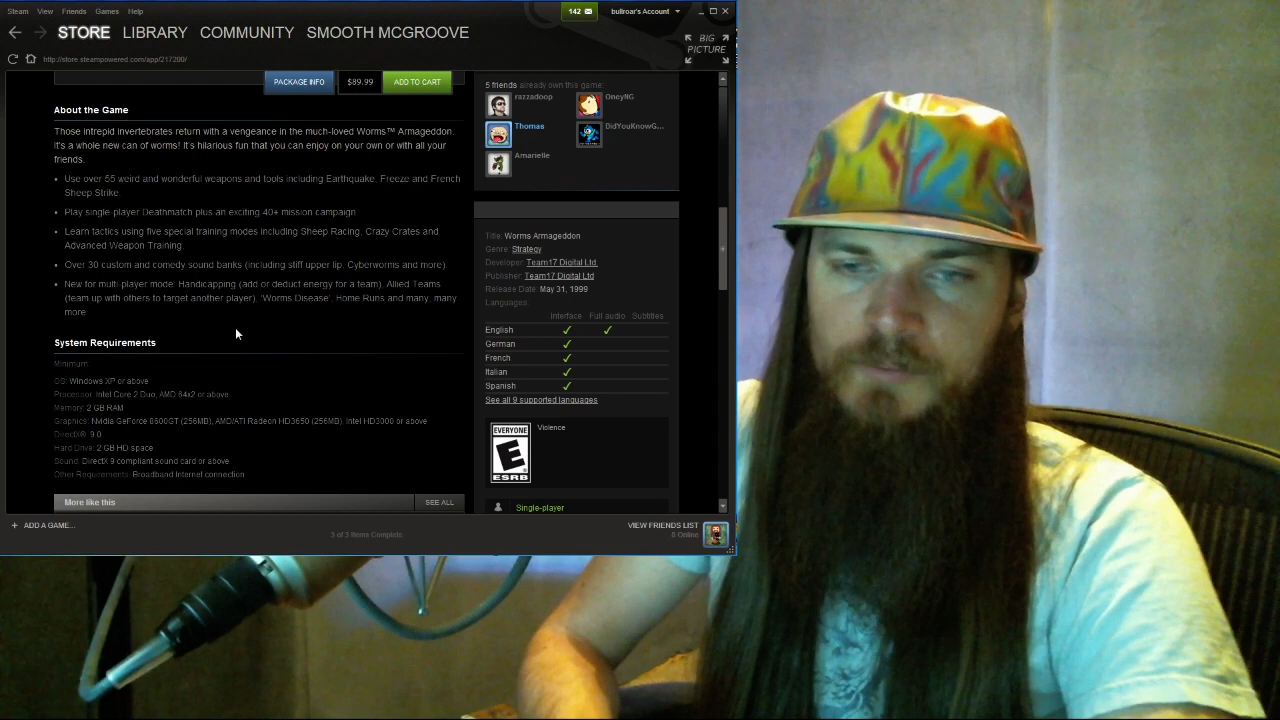 Steam View Friends Games Help
142
bullroar's Account
STORE LIBRARY COMMUNITY SMOOTH MCGROOVE
BIG
PICTURE
http://store.steampowered.com/app/217200/
PACKAGE INFO $89.99 ADD TO CART
About the Game
Those intrepid invertebrates return with a vengeance in the much-loved Worms™ Armageddon.
It's a whole new can of worms! It's hilarious fun that you can enjoy on your own or with all your
friends.
Use over 55 weird and wonderful weapons and tools including Earthquake, Freeze and French
Sheep Strike.
Play single-player Deathmatch plus an exciting 40+ mission campaign.
Learn tactics using five special training modes including Sheep Racing, Crazy Crates and
Advanced Weapon Training.
Over 30 custom and comedy sound banks (including stiff upper lip, Cyberworms and more).
New for multi-player mode: Handicapping (add or deduct energy for a team), Allied Teams
(team up with others to target another player), 'Worms Disease', Home Runs and many, many
more.
System Requirements
Minimum:
OS: Windows XP or above
Processor: Intel Core 2 Duo, AMD 64x2 or above
Memory: 2 GB RAM
Graphics: Nvidia GeForce 8600GT (256MB), AMD/ATI Radeon HD3650 (256MB), Intel HD3000 or above
DirectX®: 9.0
Hard Drive: 2 GB HD space
Sound: DirectX 9 compliant sound card or above
Other Requirements: Broadband Internet connection
More like this SEE ALL
5 friends already own this game:
razzadoop OneyNG
Thomas DidYouKnowG...
Amarielle
Title: Worms Armageddon
Genre: Strategy
Developer: Team17 Digital Ltd.
Publisher: Team17 Digital Ltd
Release Date: May 31, 1999
Languages:
Interface Full audio Subtitles
English
German
French
Italian
Spanish
See all 9 supported languages
EVERYONE
E
ESRB
Violence
Single-player
+ ADD A GAME...
3 of 3 Items Complete
VIEW FRIENDS LIST
8 Online